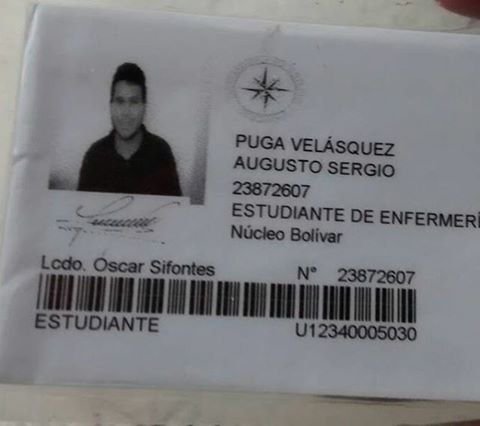 PUGA VELÁSQUEZ
AUGUSTO SERGIO
23872607
ESTUDIANTE DE ENFERMERÍ
Núcleo Bolívar
Lcdo. Oscar Sifontes
N° 23872607
ESTUDIANTE
U12340005030